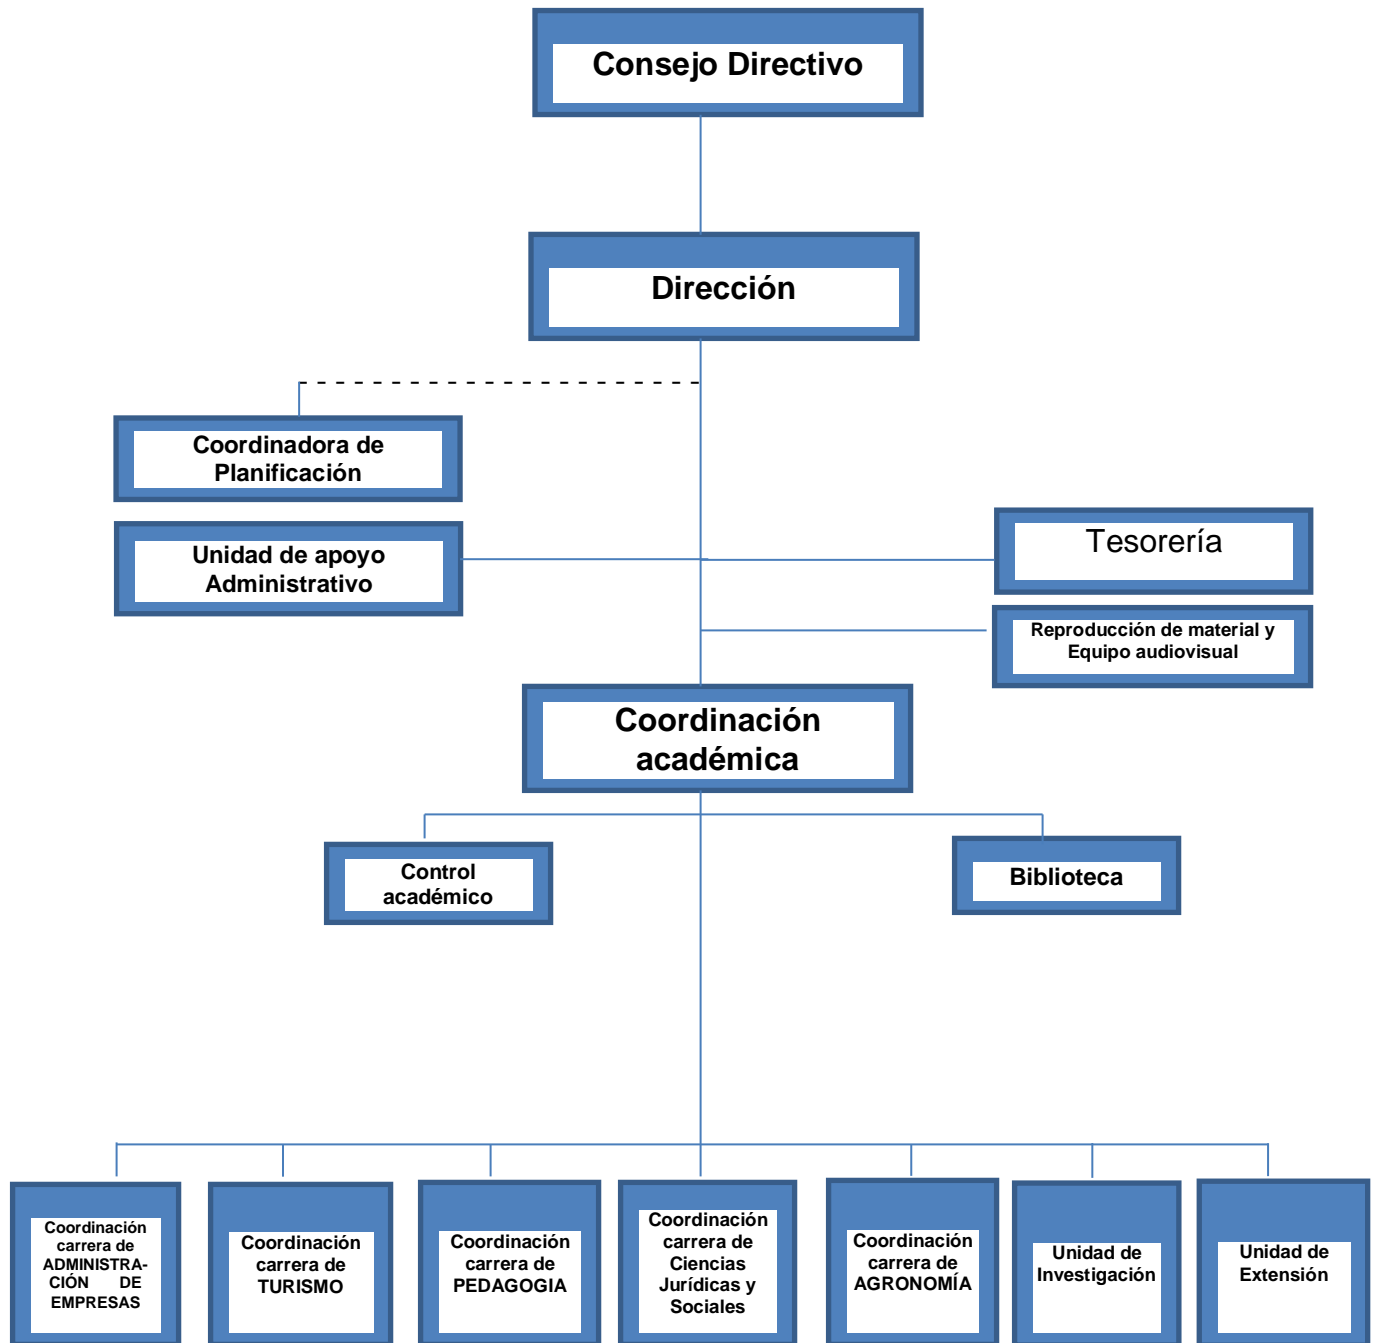 Consejo Directivo
Dirección
Coordinadora de
Planificación
Unidad de apoyo
Administrativo
Tesorería
Reproducción de material y
Equipo audiovisual
Coordinación
académica
Control
académico
Biblioteca
Coordinación
carrera de
ADMINISTRA-
CIÓN DE
EMPRESAS
Coordinación
carrera de
TURISMO
Coordinación
carrera de
PEDAGOGIA
Coordinación
carrera de
Ciencias
Jurídicas y
Sociales
Coordinación
carrera de
AGRONOMÍA
Unidad de
Investigación
Unidad de
Extensión